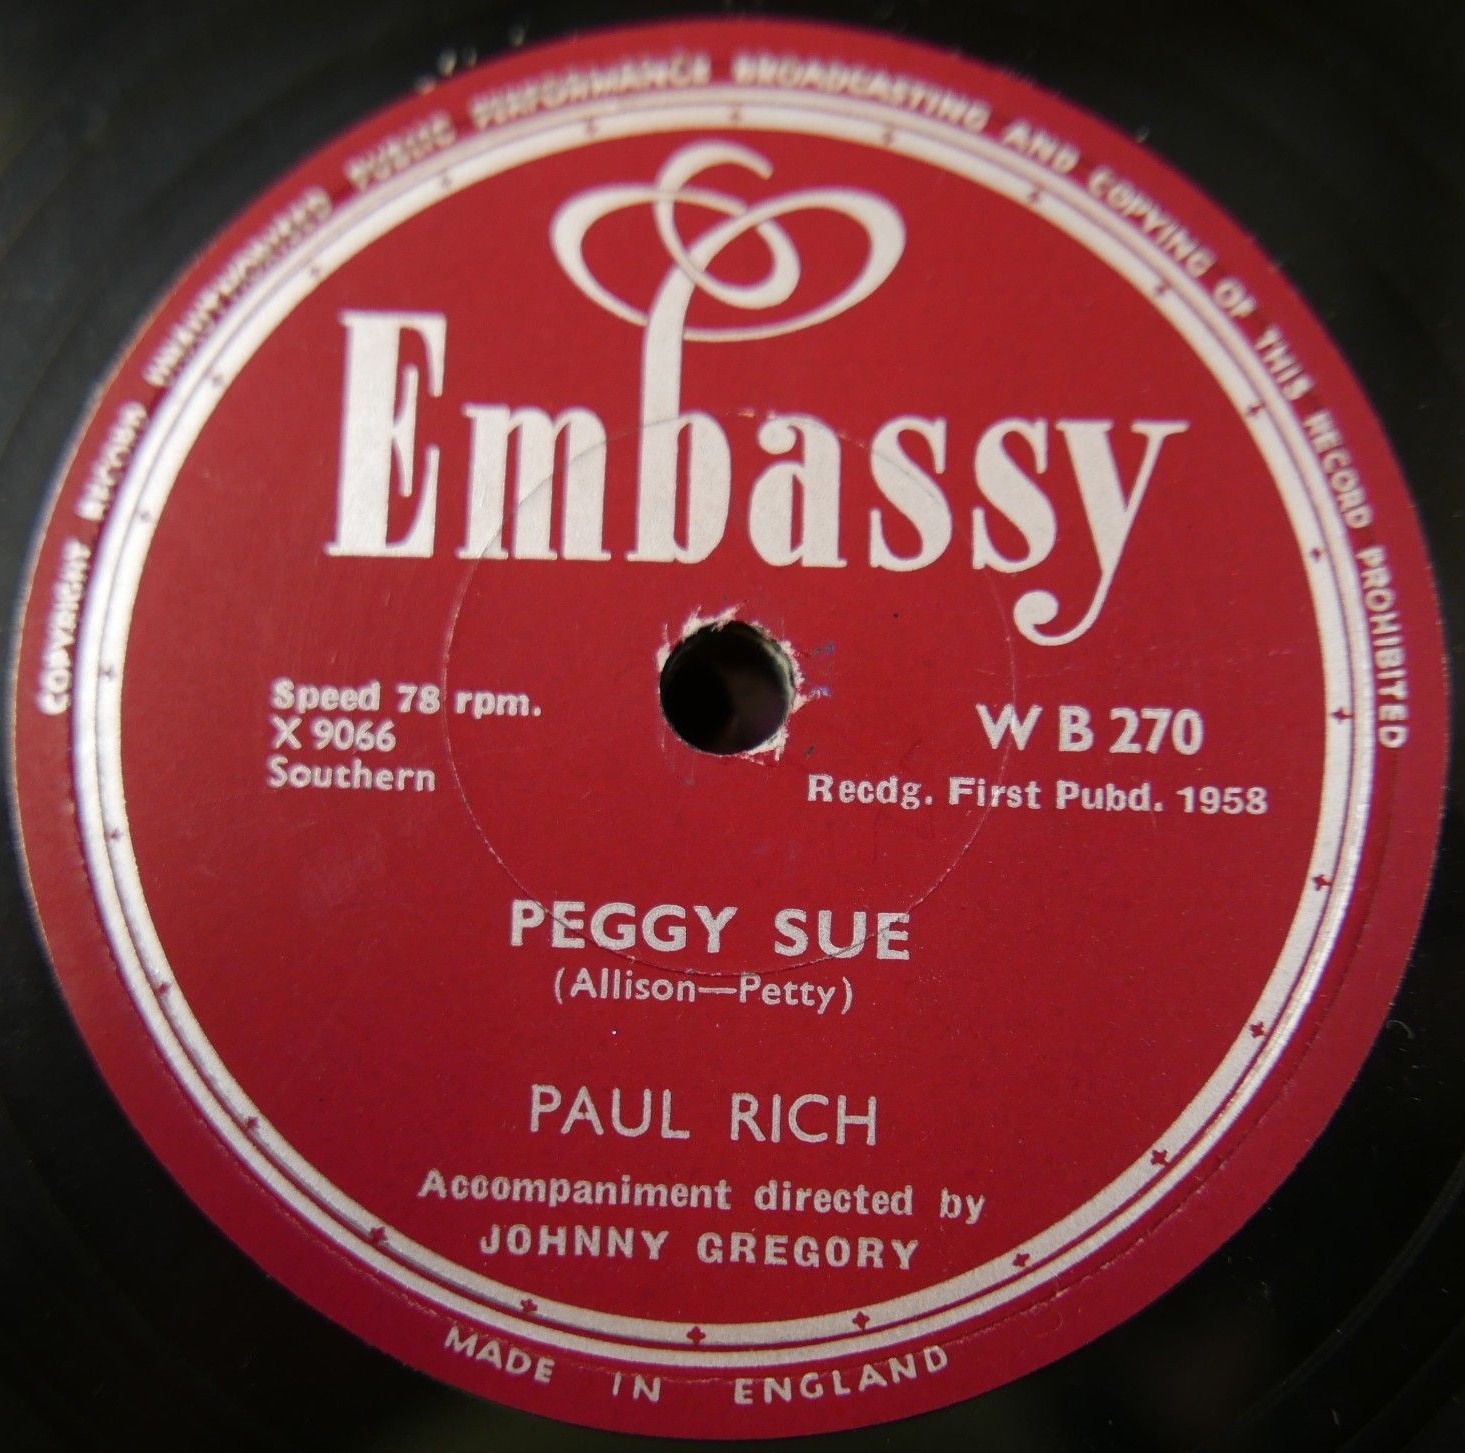 COPYRIGHT RECORD UNAUTHORISED PUBLIC PERFORMANCE BROADCASTING AND COPYING OF THIS RECORD PROHIBITED
Embassy
Speed 78 rpm.
X 9066
Southern
WB 270
Recdg. First Pubd. 1958
PEGGY SUE
(Allison—Petty)
PAUL RICH
Accompaniment directed by
JOHNNY GREGORY
MADE IN ENGLAND